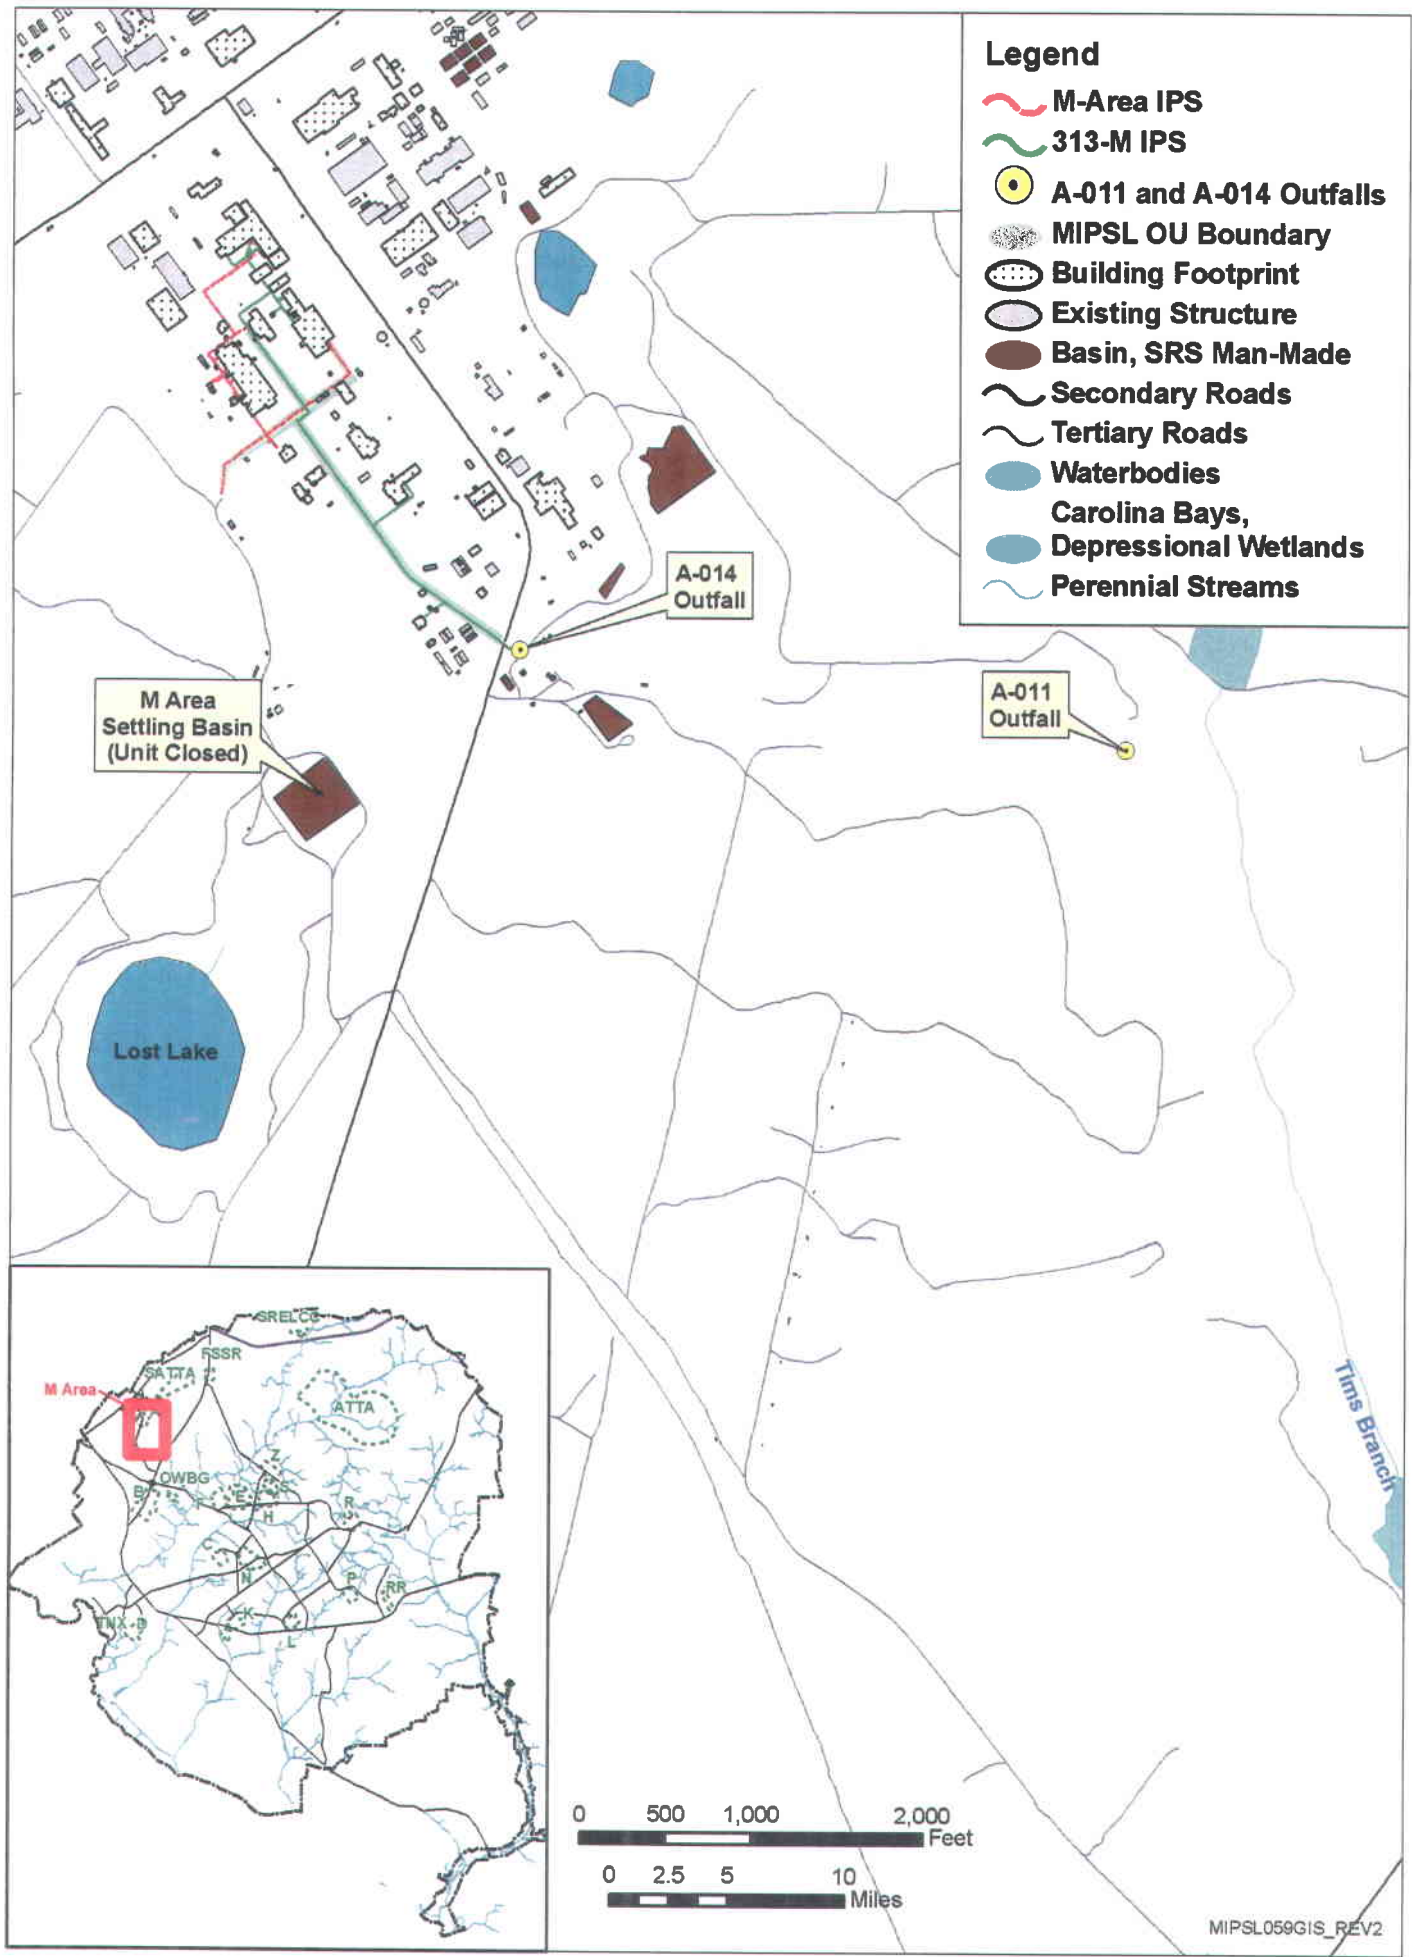 Legend
M-Area IPS
313-M IPS
A-011 and A-014 Outfalls
MIPSL OU Boundary
Building Footprint
Existing Structure
Basin, SRS Man-Made
Secondary Roads
Tertiary Roads
Waterbodies
Carolina Bays,
Depressional Wetlands
Perennial Streams
A-014
Outfall
A-011
Outfall
M Area
Settling Basin
(Unit Closed)
Lost Lake
Tims Branch
SRELCC
FSSR
SATTA
M Area
ATTA
Z
OWBG
B
F
E
S
H
R
C
N
P
RR
TNX
D
K
L
0 500 1,000 2,000
Feet
0 2.5 5 10
Miles
MIPSL059GIS_REV2